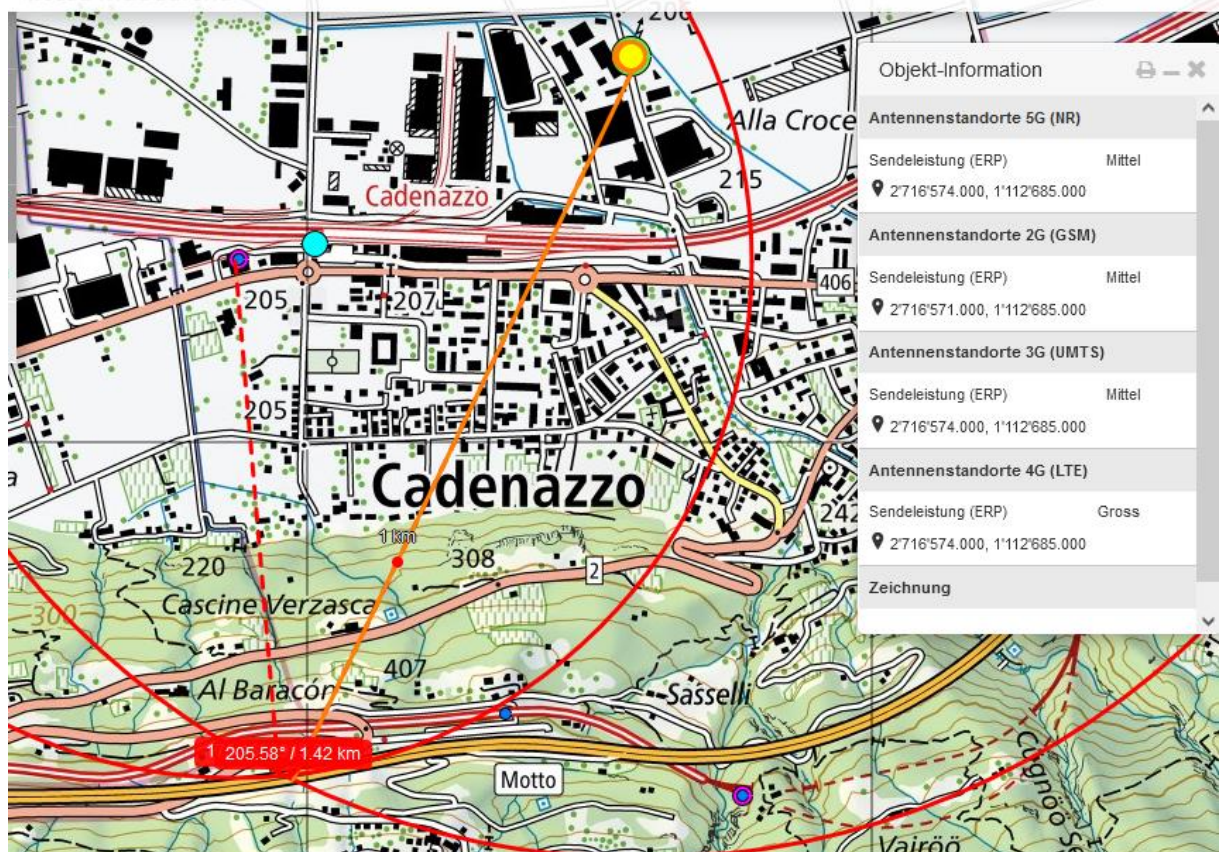 206
Alla Croce
215
Cadenazzo
406
205
207
205
Cadenazzo
242
1 km
308
2
220
Cascine Verzasca
300
407
Al Baracón
Sasselli
1
205.58° / 1.42 km
Motto
Vairöö
Cugnöö
Objekt-Information
Antennenstandorte 5G (NR)
Sendeleistung (ERP) Mittel
2'716'574.000, 1'112'685.000
Antennenstandorte 2G (GSM)
Sendeleistung (ERP) Mittel
2'716'571.000, 1'112'685.000
Antennenstandorte 3G (UMTS)
Sendeleistung (ERP) Mittel
2'716'574.000, 1'112'685.000
Antennenstandorte 4G (LTE)
Sendeleistung (ERP) Gross
2'716'574.000, 1'112'685.000
Zeichnung